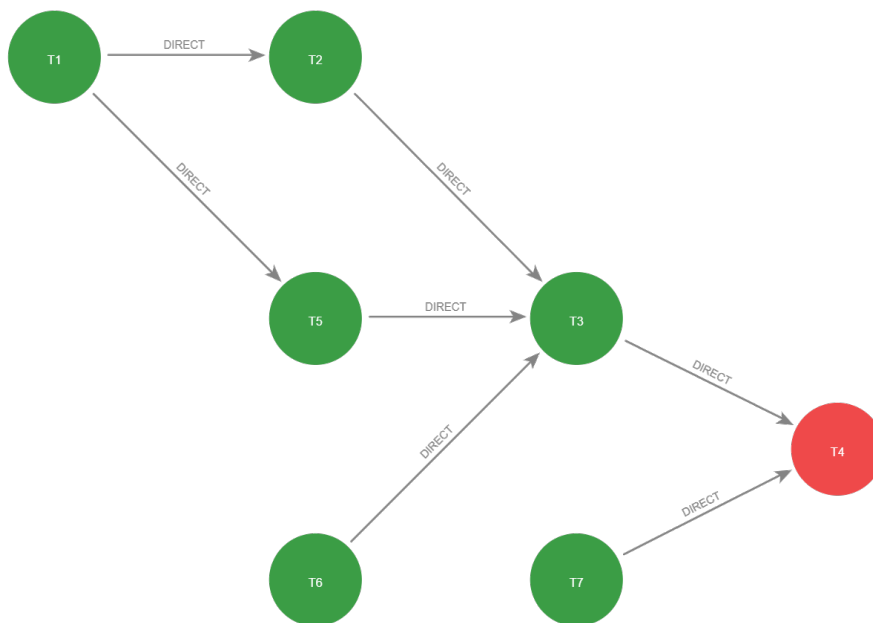 DIRECT
T1
T2
DIRECT
DIRECT
DIRECT
T5
T3
DIRECT
DIRECT
T4
DIRECT
T6
T7